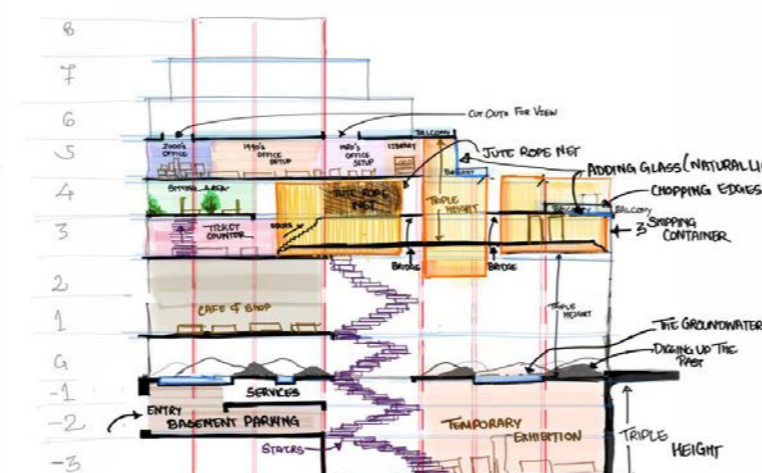 8
7
6
CUT OUTS FOR VIEW
BALCONY
5
2000'S
OFFICE
1990'S
OFFICE
SETUP
1980'S
OFFICE
SETUP
LIBRARY
JUTE ROPE NET
ADDING GLASS (NATURAL LI
4
SITTING AREA
JUTE ROPE
NET
TRIPLE
HEIGHT
CHOPPING EDGES
BALCONY
3
TICKET
COUNTER
3 SHIPPING
CONTAINER
BRIDGE
BRIDGE
2
1
CAFE & SHOP
TRIPLE
HEIGHT
G
THE GROUNDWATER
DIGGING UP THE
PAST
-1
SERVICES
-2
ENTRY
BASEMENT PARKING
TEMPORARY
EXHIBITION
TRIPLE
HEIGHT
-3
STAIRS